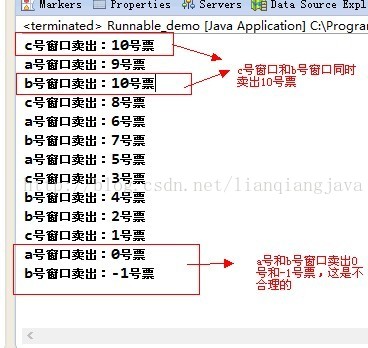 Markers Properties Servers Data Source Expl
<terminated> Runnable_demo [Java Application] C:\Program
c号窗口卖出：10号票
a号窗口卖出：9号票
b号窗口卖出：10号票
c号窗口卖出：8号票
a号窗口卖出：6号票
b号窗口卖出：7号票
a号窗口卖出：5号票
c号窗口卖出：3号票
b号窗口卖出：4号票
b号窗口卖出：2号票
c号窗口卖出：1号票
a号窗口卖出：0号票
b号窗口卖出：-1号票
c号窗口和b号窗口同时
卖出10号票
http://blog.csdn.net/lianqiangjava
a号和b号窗口卖出0
号和-1号票，这是不
合理的